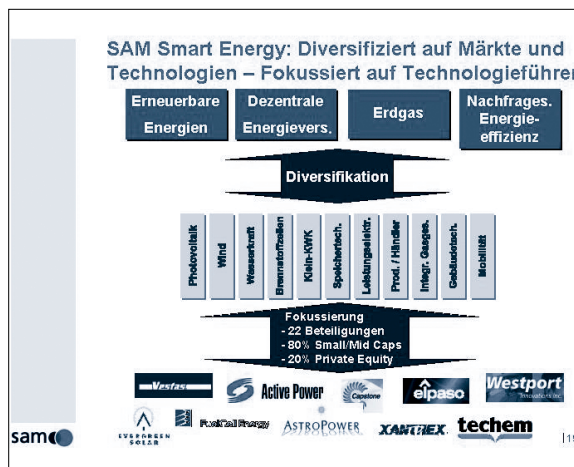 SAM Smart Energy: Diversifiziert auf Märkte und
Technologien – Fokussiert auf Technologieführer
Erneuerbare
Energien
Dezentrale
Energievers.
Erdgas
Nachfrages.
Energie-
effizienz
Diversifikation
Photovoltaik
Wind
Wasserkraft
Brennstoffzellen
Klein-KWK
Speichertech.
Leistungselektr.
Prod. / Händler
Integr. Gasges.
Gebäudetech.
Mobilität
Fokussierung
- 22 Beteiligungen
- 80% Small/Mid Caps
- 20% Private Equity
Vestas
Active Power
Capstone
elpaso
Westport
Innovations Inc.
EVERGREEN
SOLAR
FuelCell Energy
ASTROPOWER
XANTREX
techem
sam